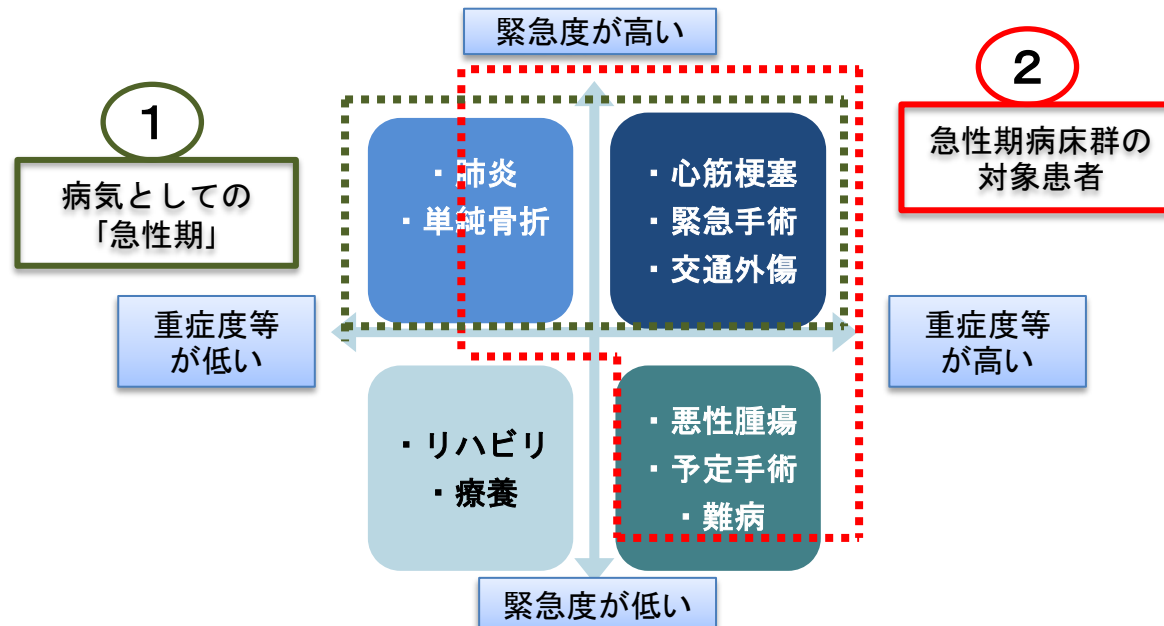 緊急度が高い
1
病気としての
「急性期」
2
急性期病床群の
対象患者
・肺炎
・単純骨折
・心筋梗塞
・緊急手術
・交通外傷
重症度等
が低い
重症度等
が高い
・リハビリ
・療養
・悪性腫瘍
・予定手術
・難病
緊急度が低い